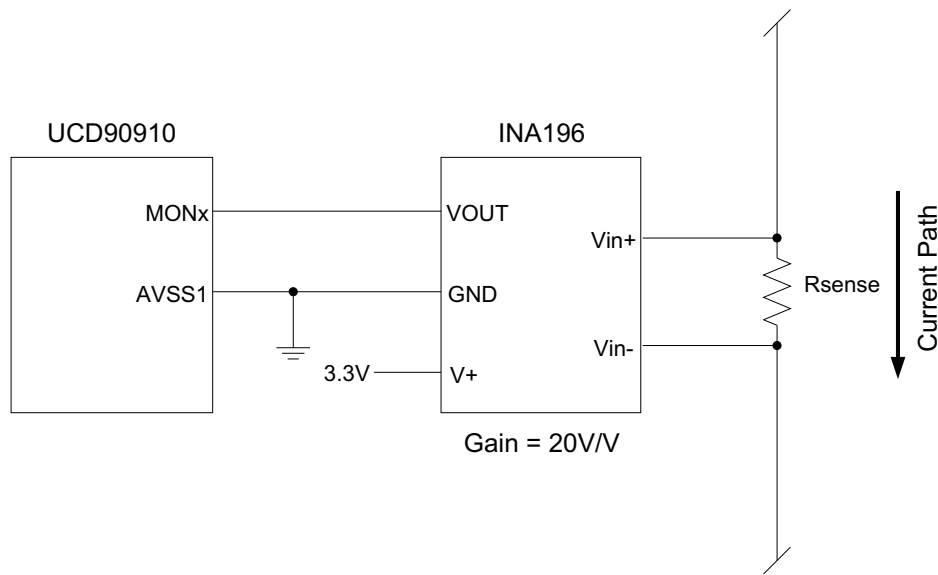 UCD90910
INA196
MONx
VOUT
Vin+
AVSS1
GND
Rsense
Current Path
Vin-
3.3V
V+
Gain = 20V/V